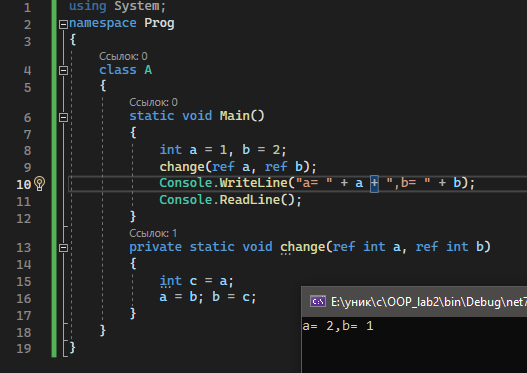 1 using System;
2 namespace Prog
3 {
Ссылок: 0
4 class A
5 {
Ссылок: 0
6 static void Main()
7 {
8 int a = 1, b = 2;
9 change(ref a, ref b);
10 Console.WriteLine("a= " + a + ",b= " + b);
11 Console.ReadLine();
12 }
Ссылок: 1
13 private static void change(ref int a, ref int b)
14 {
15 int c = a;
16 a = b; b = c;
17 }
18 }
19 }
C:\ E:\уник\c\OOP_lab2\bin\Debug\net7
a= 2,b= 1